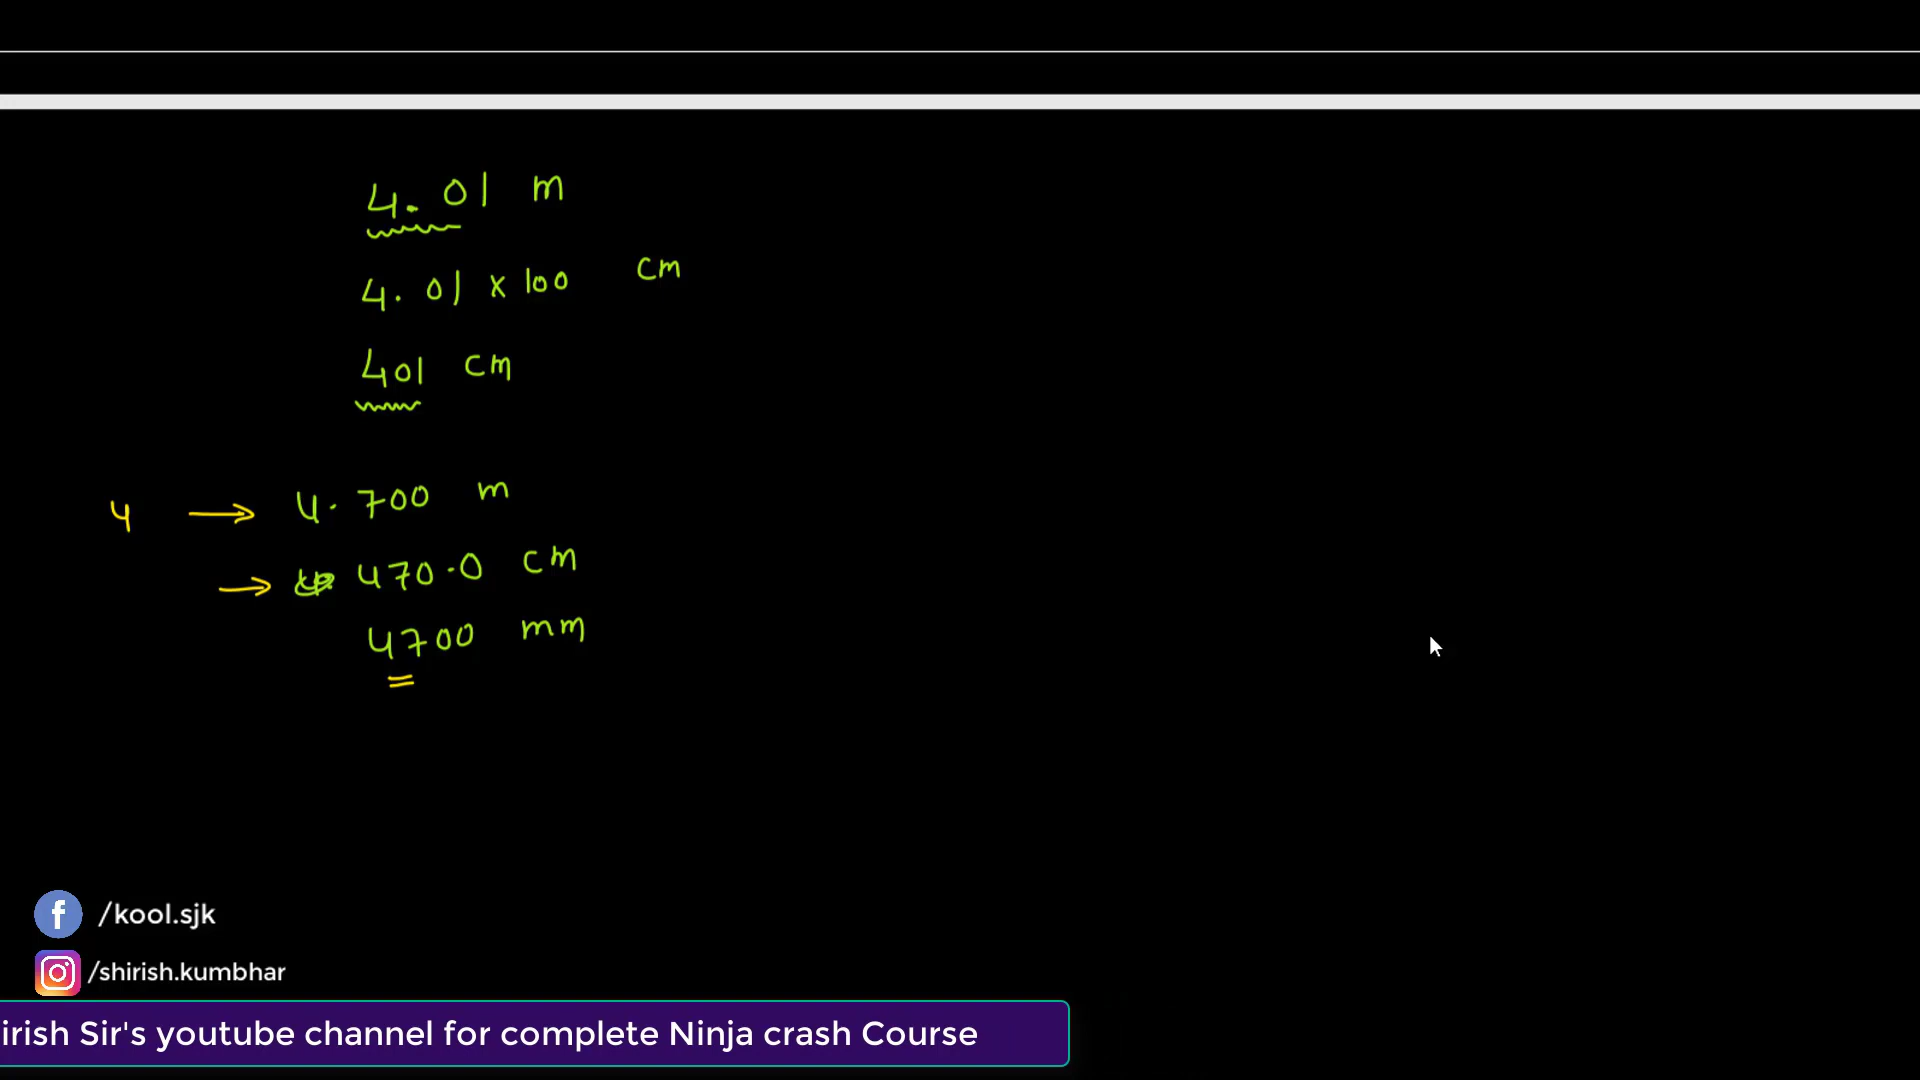 4.01 m
4.01 x 100 cm
401 cm
4 → 4.700 m
→ 470.0 cm
4700 mm
/kool.sjk
/shirish.kumbhar
irish Sir's youtube channel for complete Ninja crash Course